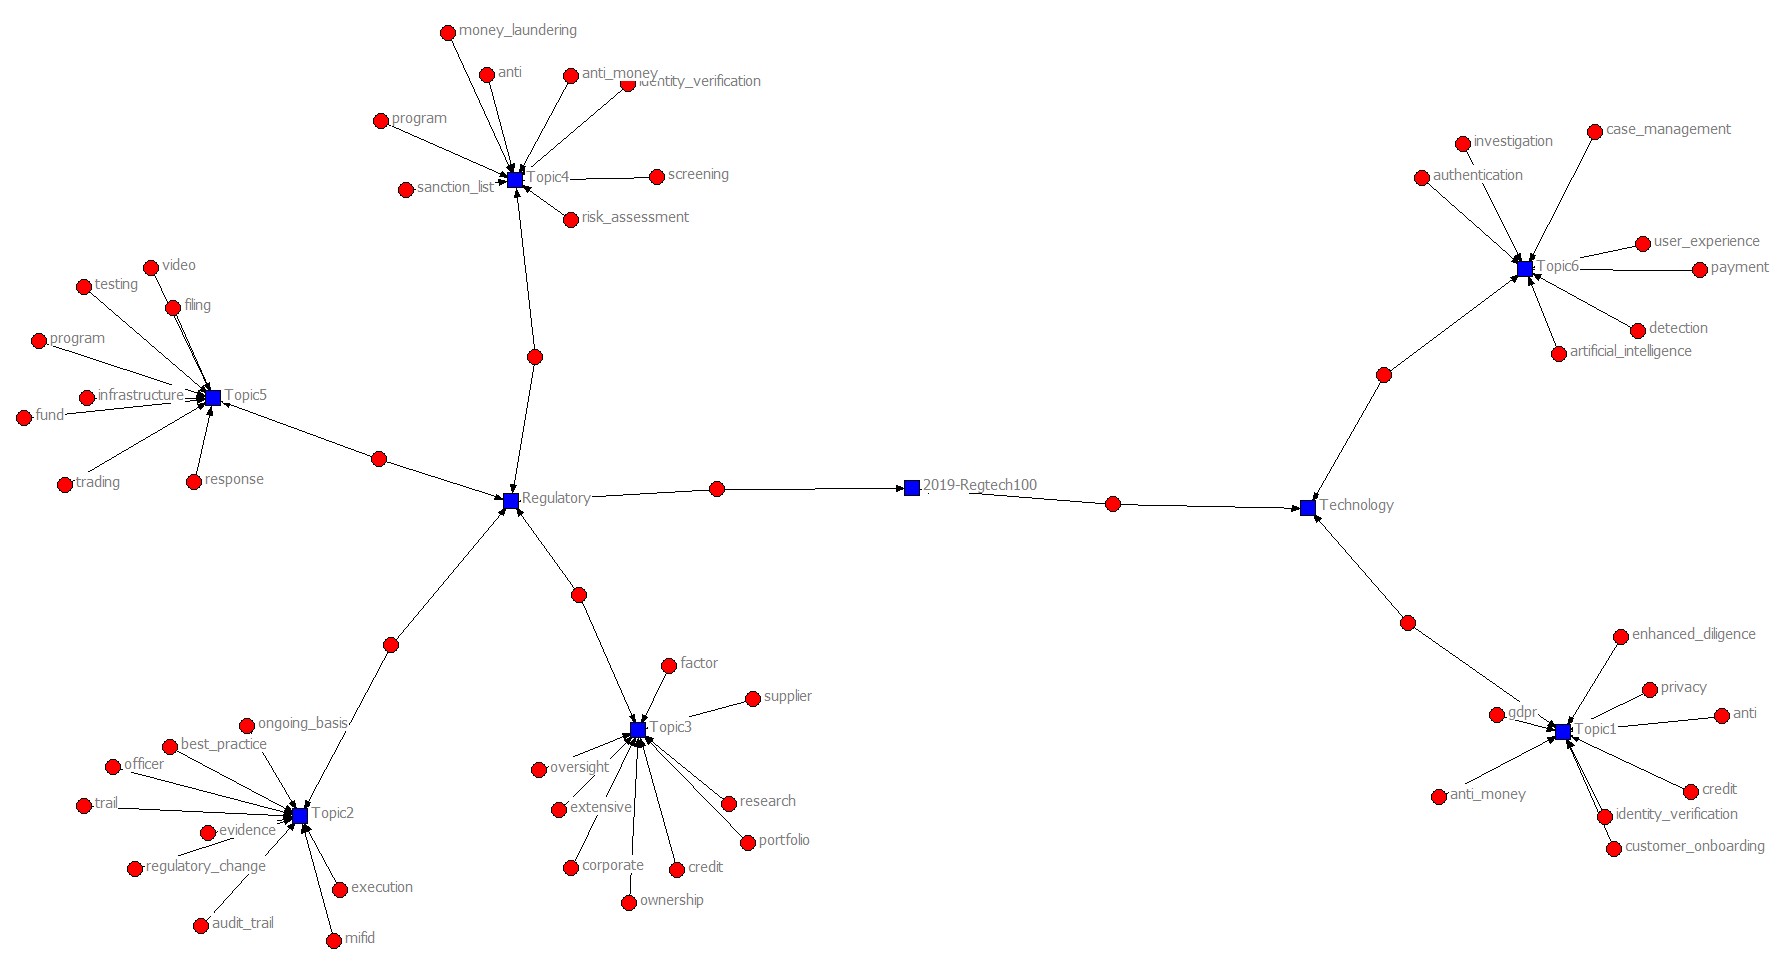 money_laundering
anti
anti_money
identity_verification
program
Topic4
screening
sanction_list
risk_assessment
investigation
case_management
authentication
user_experience
Topic6
payment
detection
artificial_intelligence
video
testing
filing
program
infrastructure
Topic5
fund
trading
response
Regulatory
2019-Regtech100
Technology
factor
supplier
Topic3
oversight
extensive
research
portfolio
corporate
credit
ownership
ongoing_basis
best_practice
officer
trail
Topic2
evidence
regulatory_change
execution
audit_trail
mifid
enhanced_diligence
privacy
gdpr
anti
Topic1
anti_money
credit
identity_verification
customer_onboarding